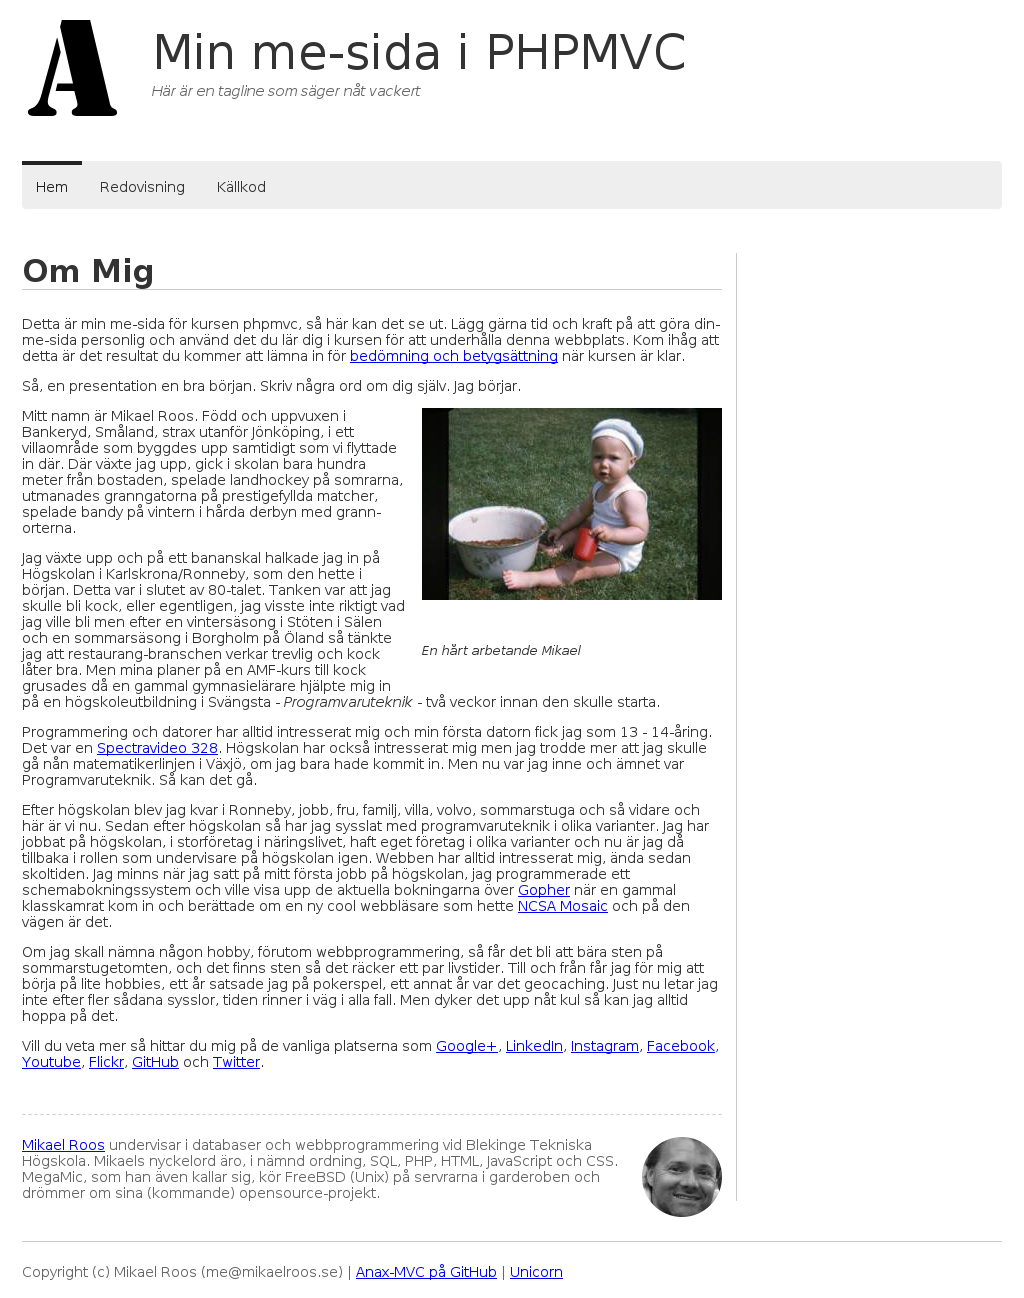 A
Min me-sida i PHPMVC
Här är en tagline som säger nåt vackert
Hem Redovisning Källkod
Om Mig
Detta är min me-sida för kursen phpmvc, så här kan det se ut. Lägg gärna tid och kraft på att göra din-
me-sida personlig och använd det du lär dig i kursen för att underhålla denna webbplats. Kom ihåg att
detta är det resultat du kommer att lämna in för bedömning och betygsättning när kursen är klar.
Så, en presentation en bra början. Skriv några ord om dig själv. Jag börjar.
Mitt namn är Mikael Roos. Född och uppvuxen i
Bankeryd, Småland, strax utanför Jönköping, i ett
villaområde som byggdes upp samtidigt som vi flyttade
in där. Där växte jag upp, gick i skolan bara hundra
meter från bostaden, spelade landhockey på somrarna,
utmanades granngatorna på prestigefyllda matcher,
spelade bandy på vintern i hårda derbyn med grann-
orterna.
Jag växte upp och på ett bananskal halkade jag in på
Högskolan i Karlskrona/Ronneby, som den hette i
början. Detta var i slutet av 80-talet. Tanken var att jag
skulle bli kock, eller egentligen, jag visste inte riktigt vad
jag ville bli men efter en vintersäsong i Stöten i Sälen
och en sommarsäsong i Borgholm på Öland så tänkte
jag att restaurang-branschen verkar trevlig och kock
låter bra. Men mina planer på en AMF-kurs till kock
grusades då en gammal gymnasielärare hjälpte mig in
på en högskoleutbildning i Svängsta - Programvaruteknik - två veckor innan den skulle starta.
En hårt arbetande Mikael
Programmering och datorer har alltid intresserat mig och min första datorn fick jag som 13 - 14-åring.
Det var en Spectravideo 328. Högskolan har också intresserat mig men jag trodde mer att jag skulle
gå nån matematikerlinjen i Växjö, om jag bara hade kommit in. Men nu var jag inne och ämnet var
Programvaruteknik. Så kan det gå.
Efter högskolan blev jag kvar i Ronneby, jobb, fru, familj, villa, volvo, sommarstuga och så vidare och
här är vi nu. Sedan efter högskolan så har jag sysslat med programvaruteknik i olika varianter. Jag har
jobbat på högskolan, i storföretag i näringslivet, haft eget företag i olika varianter och nu är jag då
tillbaka i rollen som undervisare på högskolan igen. Webben har alltid intresserat mig, ända sedan
skoltiden. Jag minns när jag satt på mitt första jobb på högskolan, jag programmerade ett
schemabokningssystem och ville visa upp de aktuella bokningarna över Gopher när en gammal
klasskamrat kom in och berättade om en ny cool webbläsare som hette NCSA Mosaic och på den
vägen är det.
Om jag skall nämna någon hobby, förutom webbprogrammering, så får det bli att bära sten på
sommarstugetomten, och det finns sten så det räcker ett par livstider. Till och från får jag för mig att
börja på lite hobbies, ett år satsade jag på pokerspel, ett annat år var det geocaching. Just nu letar jag
inte efter fler sådana sysslor, tiden rinner i väg i alla fall. Men dyker det upp nåt kul så kan jag alltid
hoppa på det.
Vill du veta mer så hittar du mig på de vanliga platserna som Google+, LinkedIn, Instagram, Facebook,
Youtube, Flickr, GitHub och Twitter.
Mikael Roos undervisar i databaser och webbprogrammering vid Blekinge Tekniska
Högskola. Mikaels nyckelord äro, i nämnd ordning, SQL, PHP, HTML, JavaScript och CSS.
MegaMic, som han även kallar sig, kör FreeBSD (Unix) på servrarna i garderoben och
drömmer om sina (kommande) opensource-projekt.
Copyright (c) Mikael Roos (me@mikaelroos.se) | Anax-MVC på GitHub | Unicorn